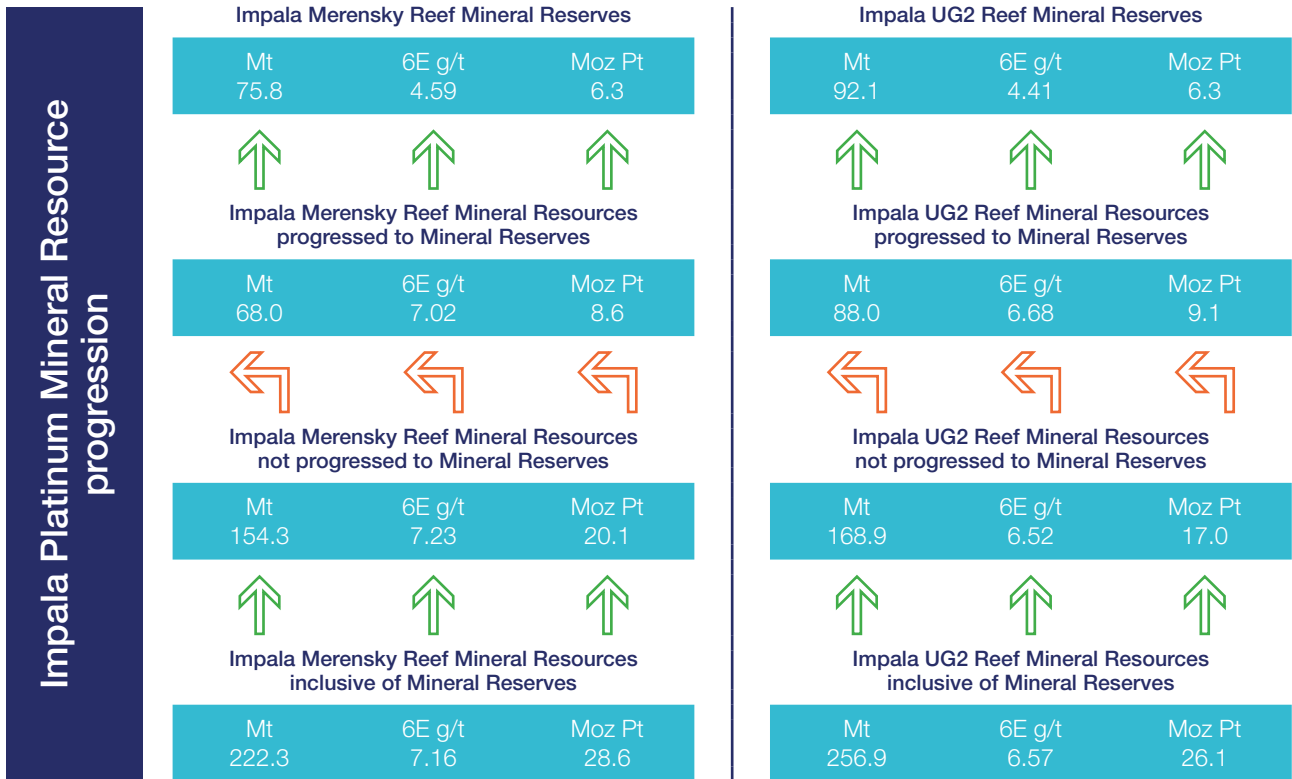 Impala Platinum Mineral Resource
progression
Impala Merensky Reef Mineral Reserves
Mt 6E g/t Moz Pt
75.8 4.59 6.3
Impala Merensky Reef Mineral Resources
progressed to Mineral Reserves
Mt 6E g/t Moz Pt
68.0 7.02 8.6
Impala Merensky Reef Mineral Resources
not progressed to Mineral Reserves
Mt 6E g/t Moz Pt
154.3 7.23 20.1
Impala Merensky Reef Mineral Resources
inclusive of Mineral Reserves
Mt 6E g/t Moz Pt
222.3 7.16 28.6
Impala UG2 Reef Mineral Reserves
Mt 6E g/t Moz Pt
92.1 4.41 6.3
Impala UG2 Reef Mineral Resources
progressed to Mineral Reserves
Mt 6E g/t Moz Pt
88.0 6.68 9.1
Impala UG2 Reef Mineral Resources
not progressed to Mineral Reserves
Mt 6E g/t Moz Pt
168.9 6.52 17.0
Impala UG2 Reef Mineral Resources
inclusive of Mineral Reserves
Mt 6E g/t Moz Pt
256.9 6.57 26.1